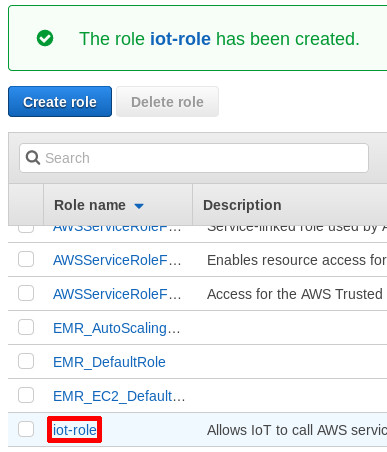 The role iot-role has been created.
Create role Delete role
Search
Role name Description
AWSServiceRoleF... Service-linked role used by A
AWSServiceRoleF... Enables resource access for
AWSServiceRoleF... Access for the AWS Trusted
EMR_AutoScaling...
EMR_DefaultRole
EMR_EC2_Default...
iot-role Allows IoT to call AWS servic